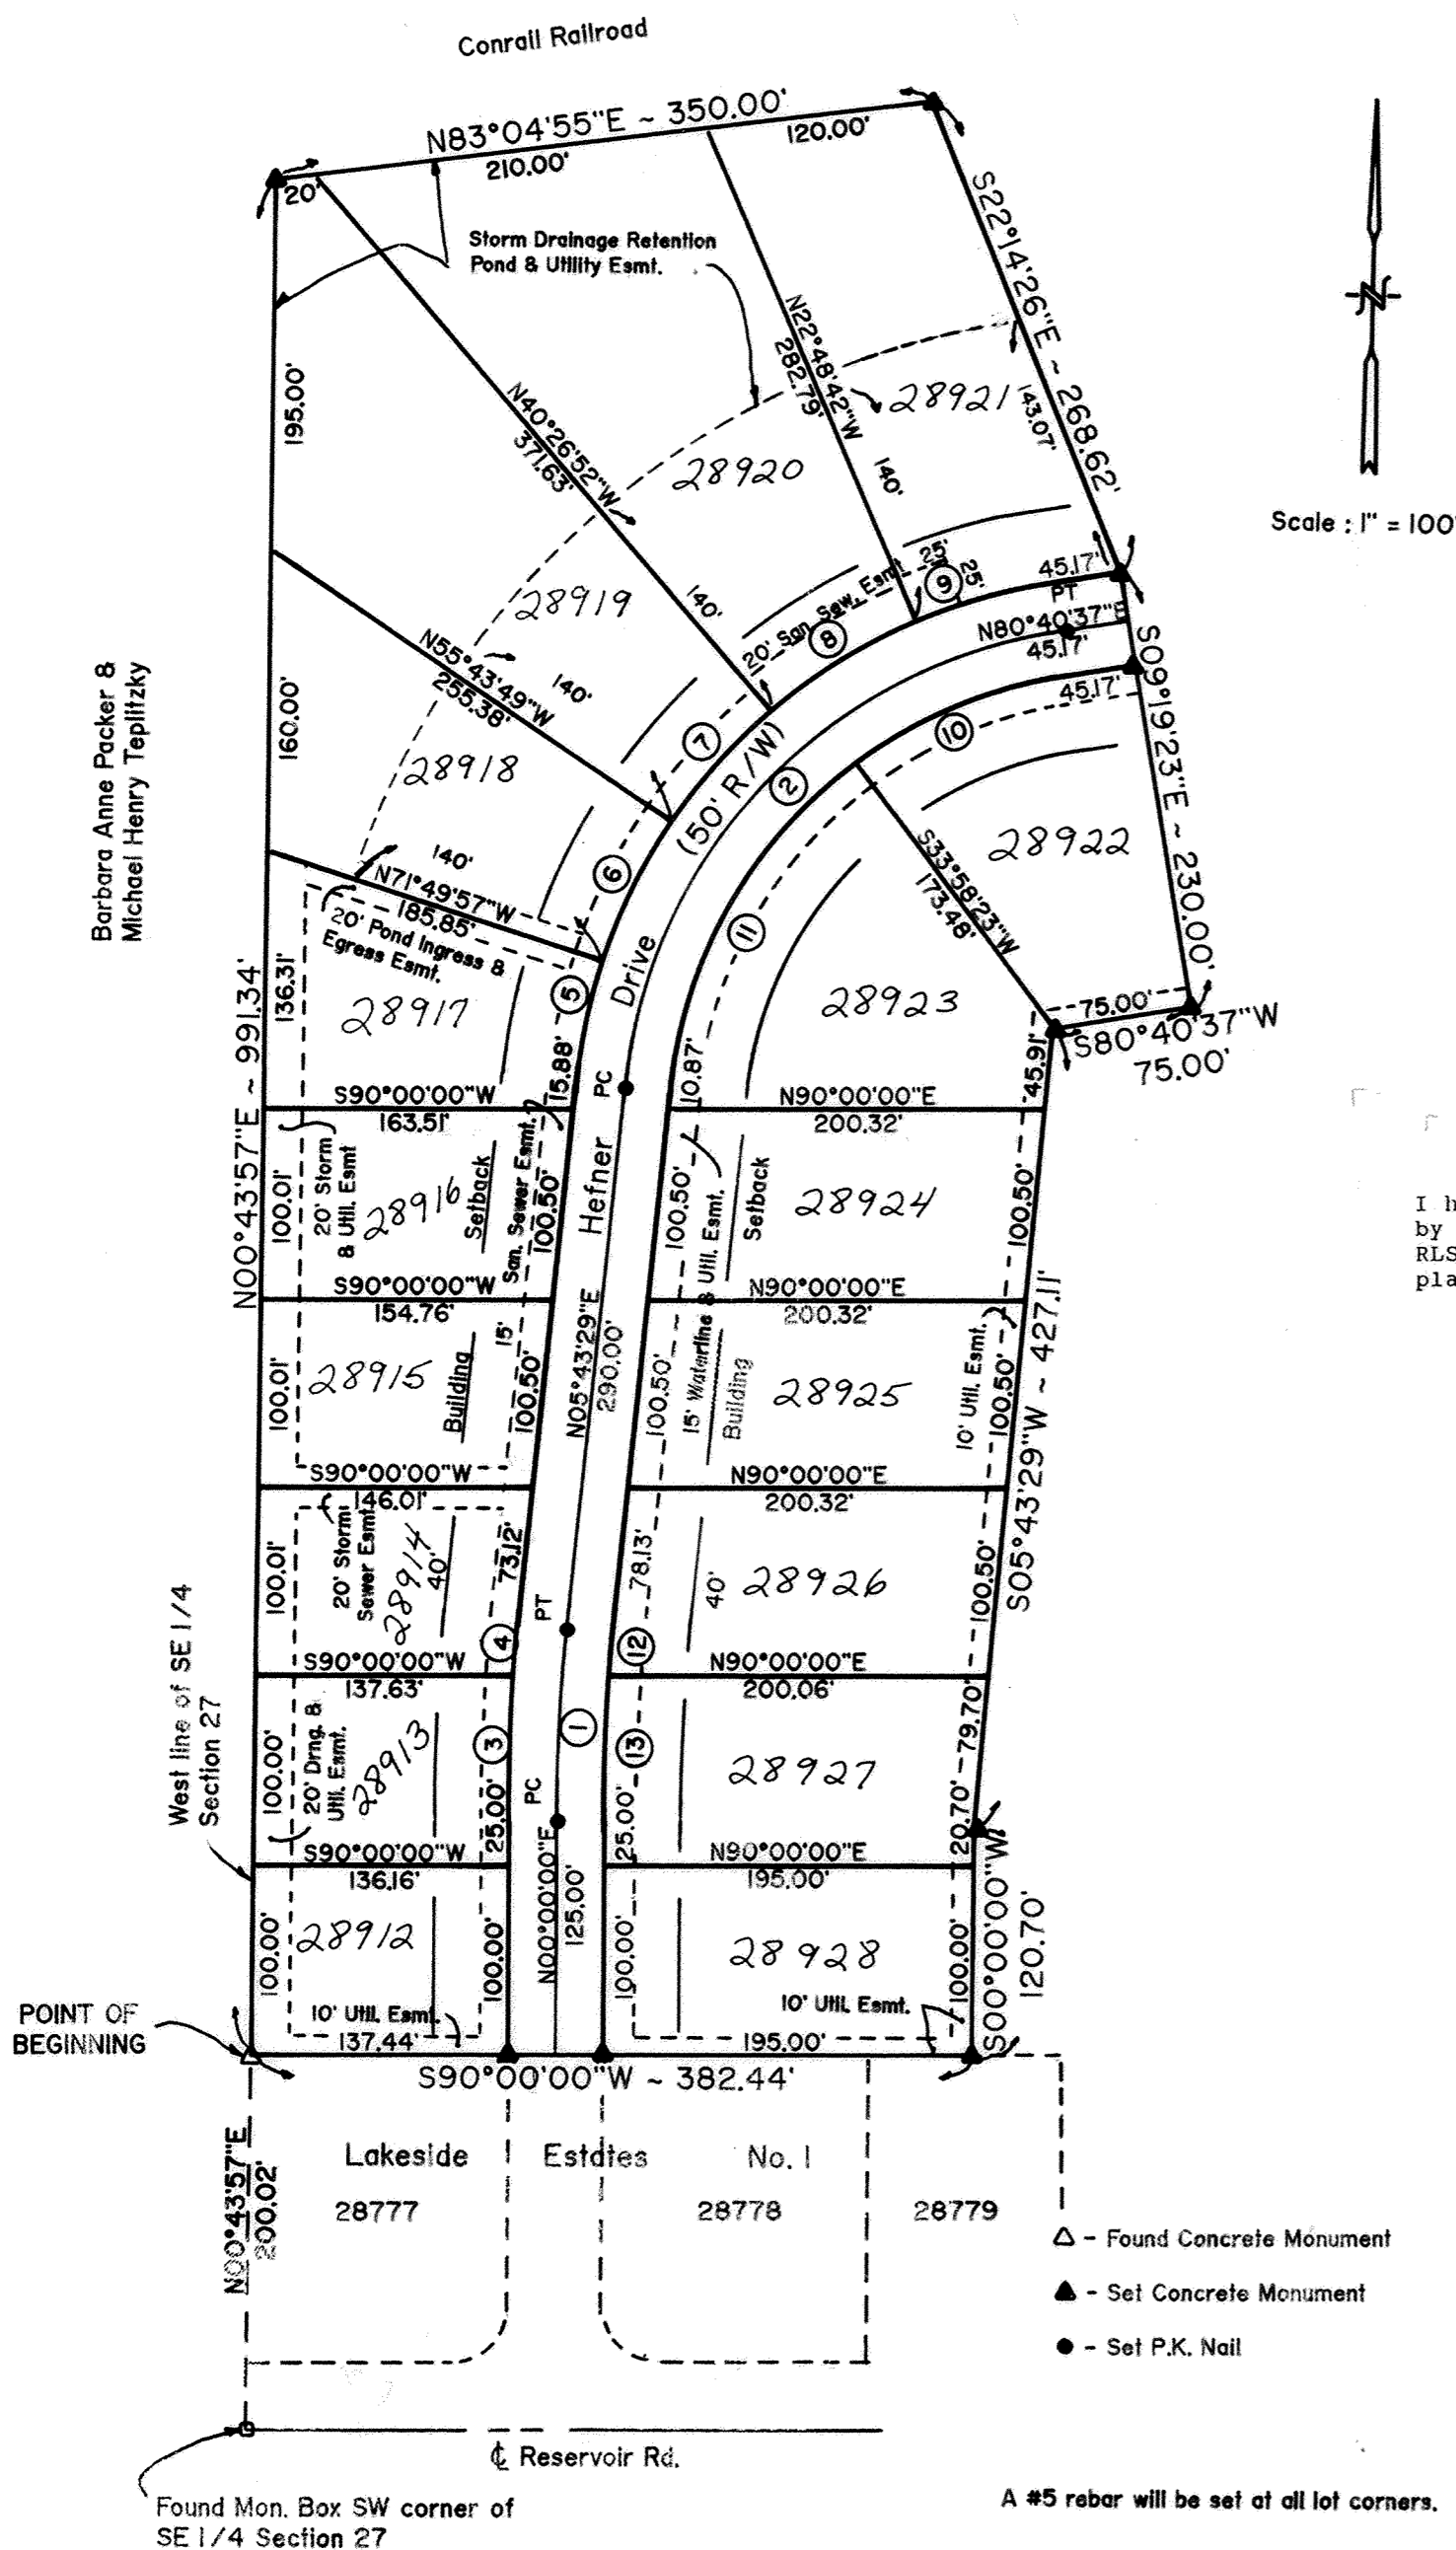 Conrail Railroad
N83°04'55"E ~ 350.00'
120.00'
210.00'
20'
Storm Drainage Retention
Pond & Utility Esmt.
S22°14'26"E ~ 268.62'
143.07'
N22°48'42"W
282.79'
140'
28921
28920
N40°26'52"W
371.63'
140'
195.00'
Scale : 1" = 100'
28919
20' San. Sew. Esmt.
25'
25'
9
45.17'
PT
N80°40'37"E
45.17'
45.17'
8
N55°43'49"W
255.38'
140'
160.00'
7
(50' R/W)
2
10
S09°19'23"E ~ 230.00'
Barbara Anne Packer &
Michael Henry Teplitzky
28918
28922
S33°58'23"W
173.48'
6
140'
N71°49'57"W
185.85'
20' Pond Ingress &
Egress Esmt.
11
28923
75.00'
S80°40'37"W
75.00'
N00°43'57"E ~ 991.34'
136.31'
28917
5
15.88'
PC
10.87'
45.91'
Hefner Drive
S90°00'00"W
163.51'
N90°00'00"E
200.32'
100.01'
20' Storm
& Util. Esmt
28916
Setback
San. Sewer Esmt.
100.50'
100.50'
Setback
28924
100.50'
I h
by
RLS
pla
S90°00'00"W
154.76'
N90°00'00"E
200.32'
100.01'
28915
Building
15'
100.50'
N05°43'29"E
290.00'
100.50'
15' Waterline & Util. Esmt.
Building
28925
10' Util. Esmt.
100.50'
S05°43'29"W ~ 427.11'
S90°00'00"W
146.01'
N90°00'00"E
200.32'
100.01'
20' Storm
Sewer Esmt.
28914
40'
73.12'
4
PT
78.13'
12
40'
28926
100.50'
S90°00'00"W
137.63'
N90°00'00"E
200.06'
West line of SE 1/4
Section 27
100.00'
20' Drng. &
Util. Esmt.
28913
3
25.00'
PC
1
13
25.00'
28927
79.70'
20.70'
S90°00'00"W
136.16'
N90°00'00"E
195.00'
100.00'
28912
100.00'
N00°00'00"E
125.00'
100.00'
28928
100.00'
S00°00'00"W
120.70'
10' Util. Esmt.
10' Util. Esmt.
137.44'
195.00'
POINT OF
BEGINNING
S90°00'00"W ~ 382.44'
N00°43'57"E
200.02'
Lakeside Estates No. 1
28777
28778
28779
△ - Found Concrete Monument
▲ - Set Concrete Monument
● - Set P.K. Nail
℄ Reservoir Rd.
Found Mon. Box SW corner of
SE 1/4 Section 27
A #5 rebar will be set at all lot corners.
N